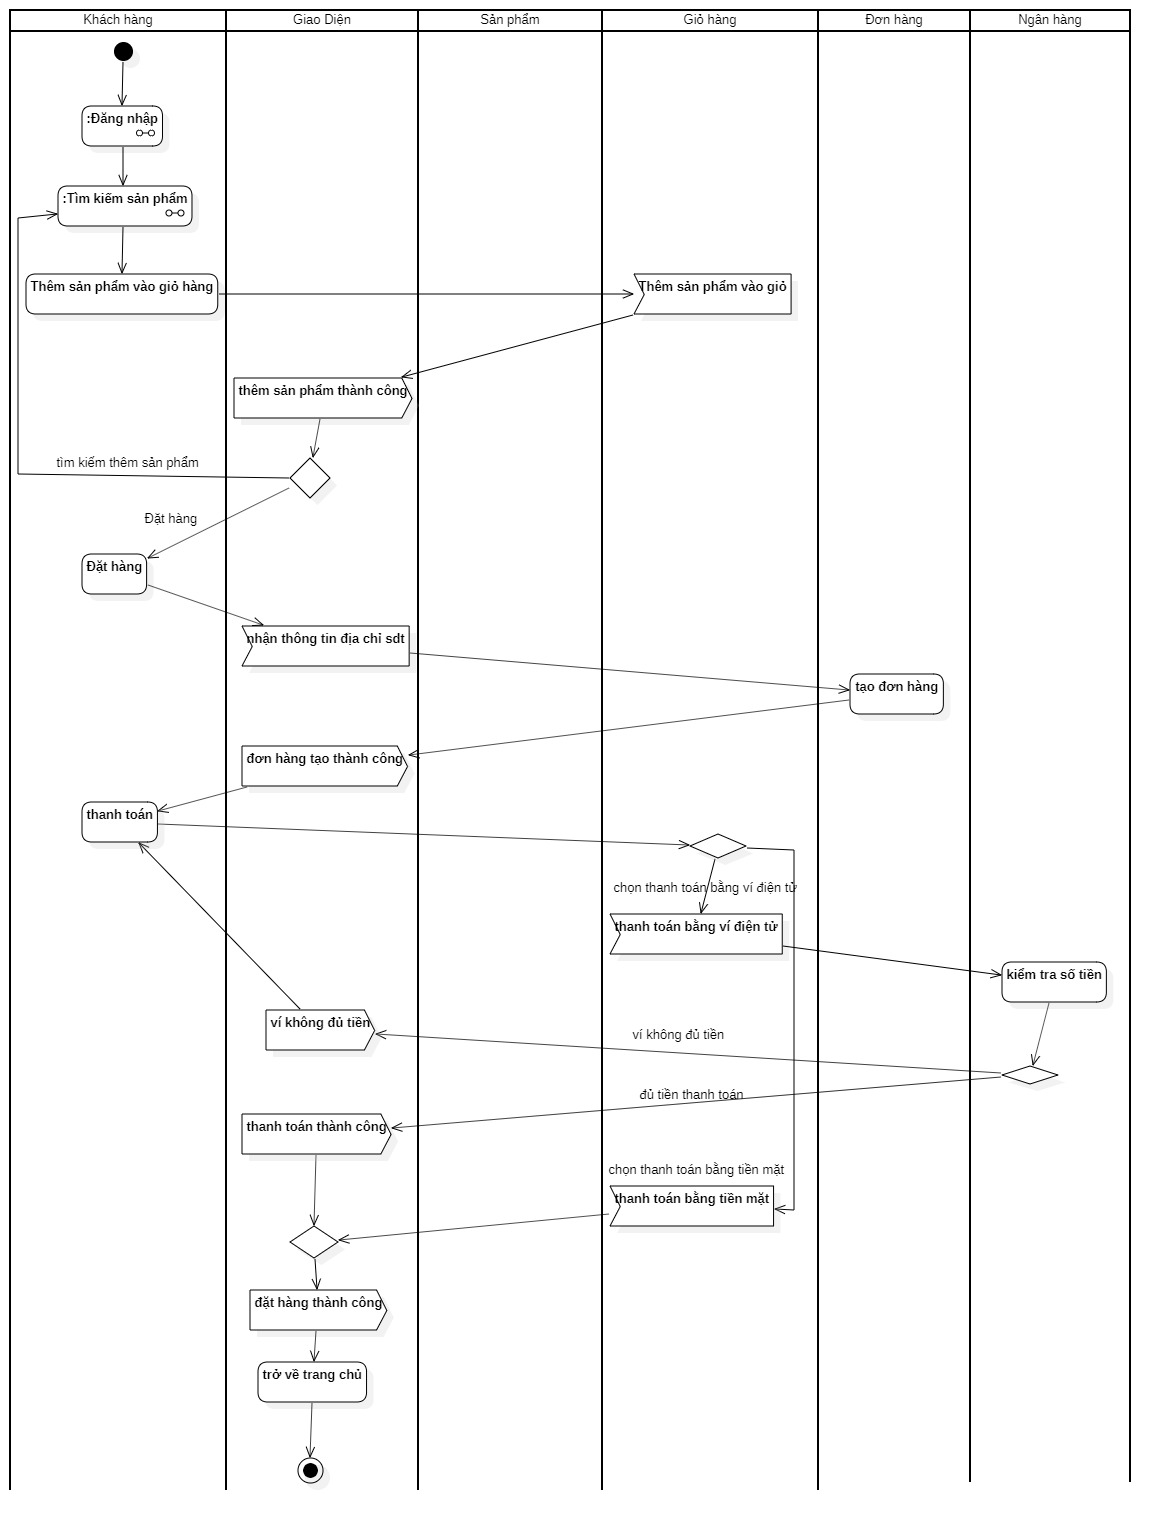 Khách hàng
Giao Diện
Sản phẩm
Giỏ hàng
Đơn hàng
Ngân hàng
:Đăng nhập
:Tìm kiếm sản phẩm
Thêm sản phẩm vào giỏ hàng
Thêm sản phẩm vào giỏ
thêm sản phẩm thành công
tìm kiếm thêm sản phẩm
Đặt hàng
Đặt hàng
nhận thông tin địa chỉ sdt
tạo đơn hàng
đơn hàng tạo thành công
thanh toán
chọn thanh toán bằng ví điện tử
thanh toán bằng ví điện tử
kiểm tra số tiền
ví không đủ tiền
ví không đủ tiền
đủ tiền thanh toán
thanh toán thành công
chọn thanh toán bằng tiền mặt
thanh toán bằng tiền mặt
đặt hàng thành công
trở về trang chủ